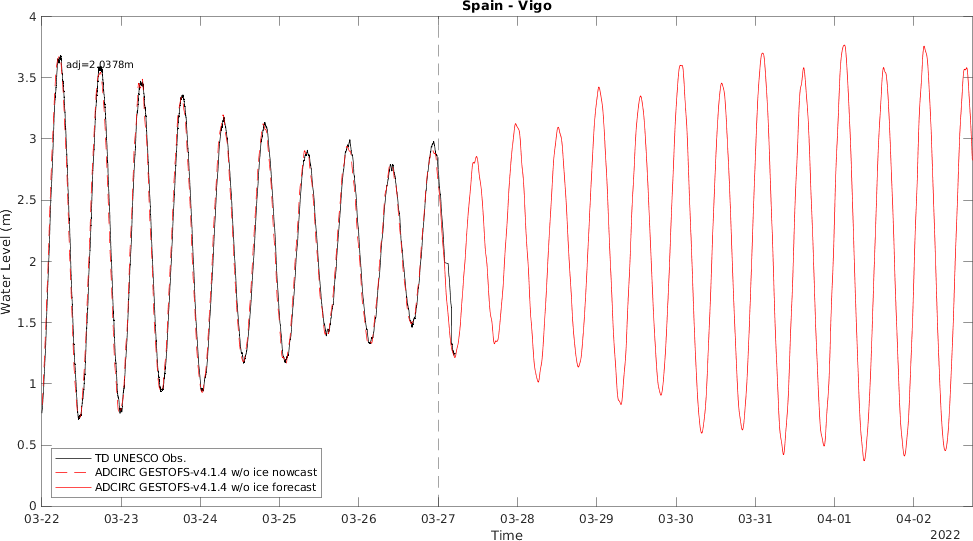 Spain - Vigo
4
adj=2.0378m
3.5
3
2.5
2
1.5
1
0.5
0
Water Level (m)
TD UNESCO Obs.
ADCIRC GESTOFS-v4.1.4 w/o ice nowcast
ADCIRC GESTOFS-v4.1.4 w/o ice forecast
03-22 03-23 03-24 03-25 03-26 03-27 03-28 03-29 03-30 03-31 04-01 04-02
Time
2022